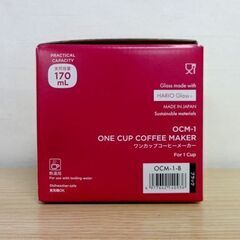 PRACTICAL
CAPACITY
実用容量
170
mL
Glass made with
HARIO Glass
MADE IN JAPAN
Sustainable materials
OCM-1
ONE CUP COFFEE MAKER
ワンカップコーヒーメーカー
For 1 Cup
熱湯用
For use with boiling water
Dishwasher-safe
食洗機OK
OCM-1-B